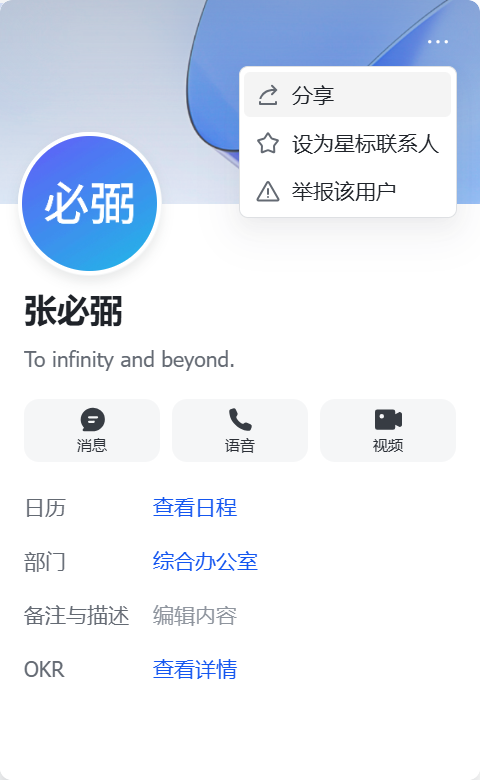 分享
设为星标联系人
举报该用户
必弼
张必弼
To infinity and beyond.
消息 语音 视频
日历 查看日程
部门 综合办公室
备注与描述 编辑内容
OKR 查看详情